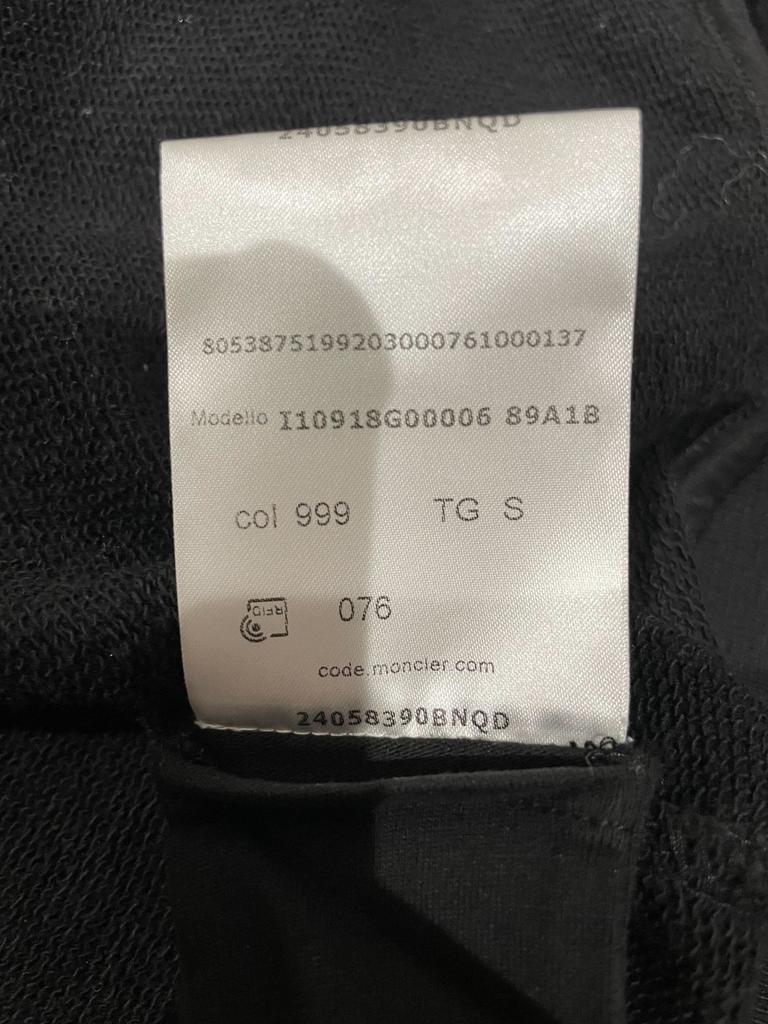 24058390BNQD
8053875199203000761000137
Modello I10918G00006 89A1B
col 999 TG S
RFID 076
code.moncler.com
24058390BNQD